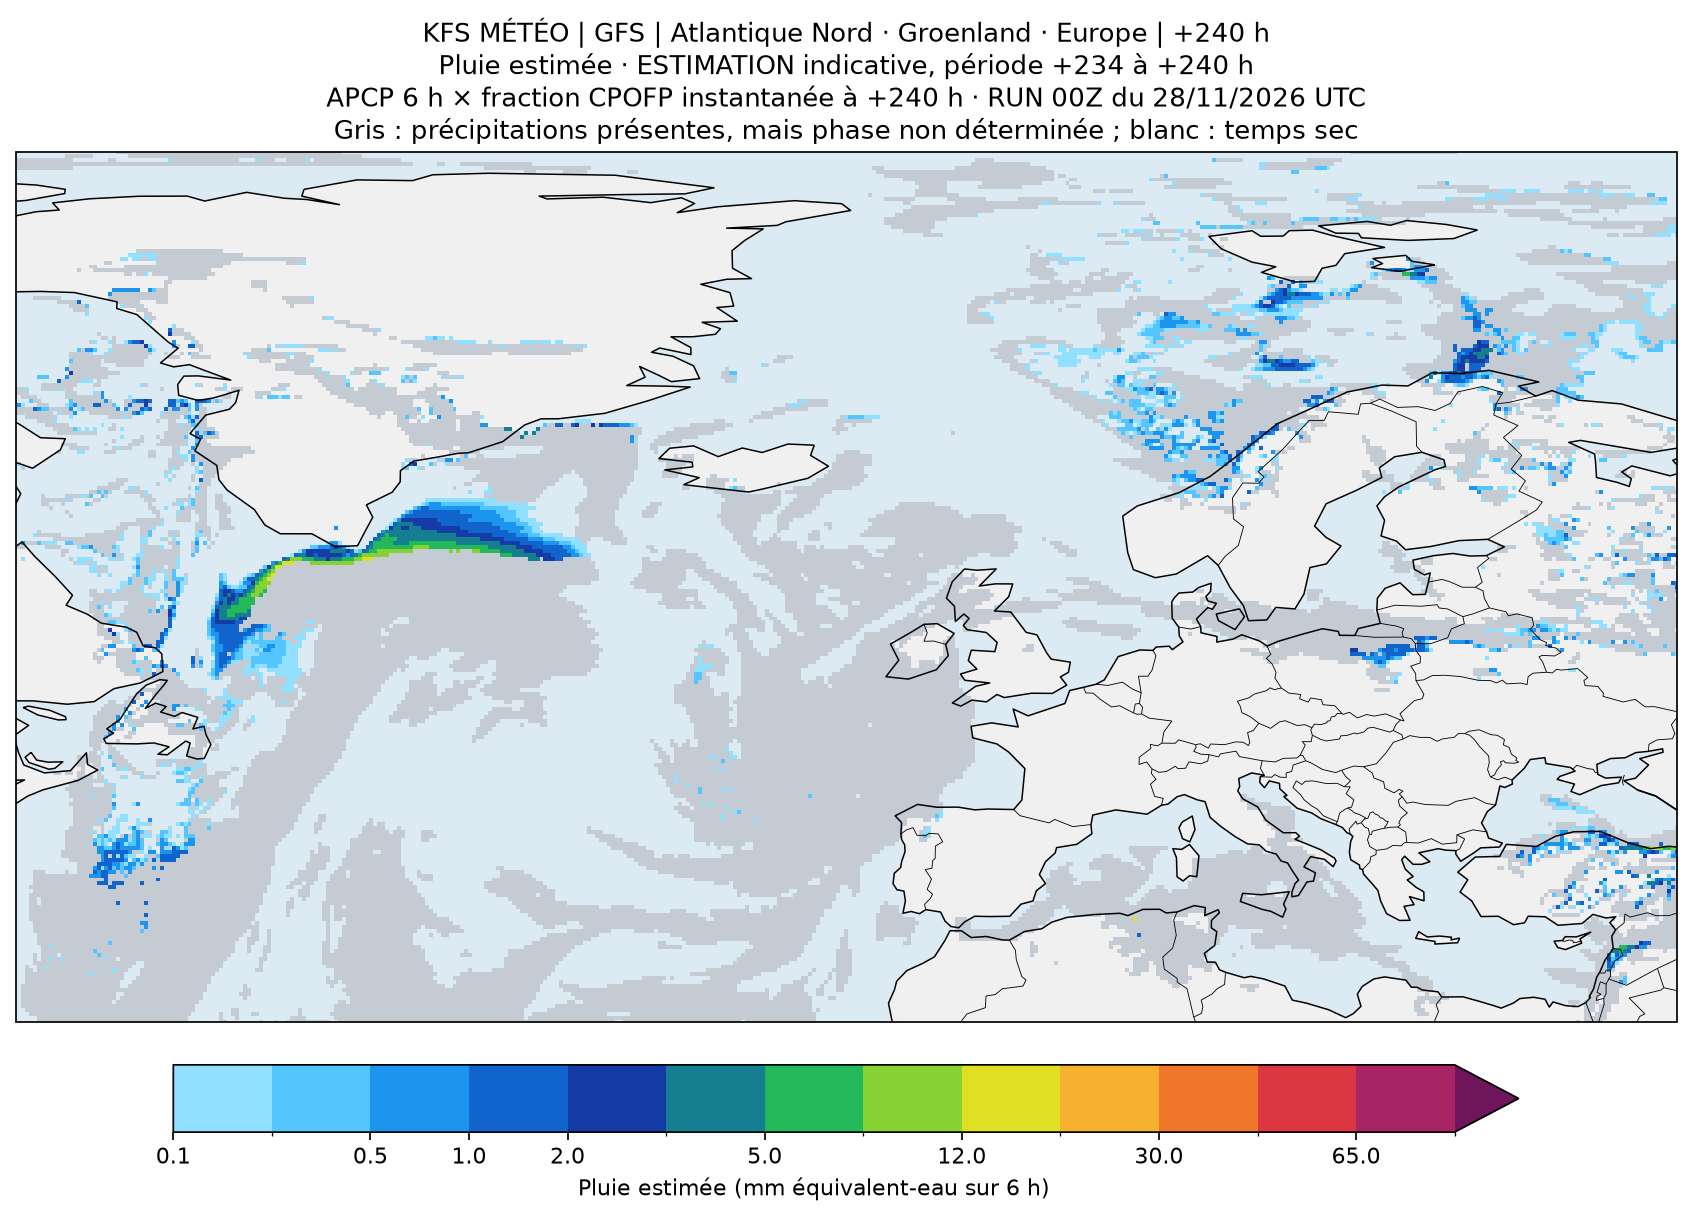 KFS MÉTÉO | GFS | Atlantique Nord · Groenland · Europe | +240 h
Pluie estimée · ESTIMATION indicative, période +234 à +240 h
APCP 6 h × fraction CPOFP instantanée à +240 h · RUN 00Z du 28/11/2026 UTC
Gris : précipitations présentes, mais phase non déterminée ; blanc : temps sec
0.1 0.5 1.0 2.0 5.0 12.0 30.0 65.0
Pluie estimée (mm équivalent-eau sur 6 h)